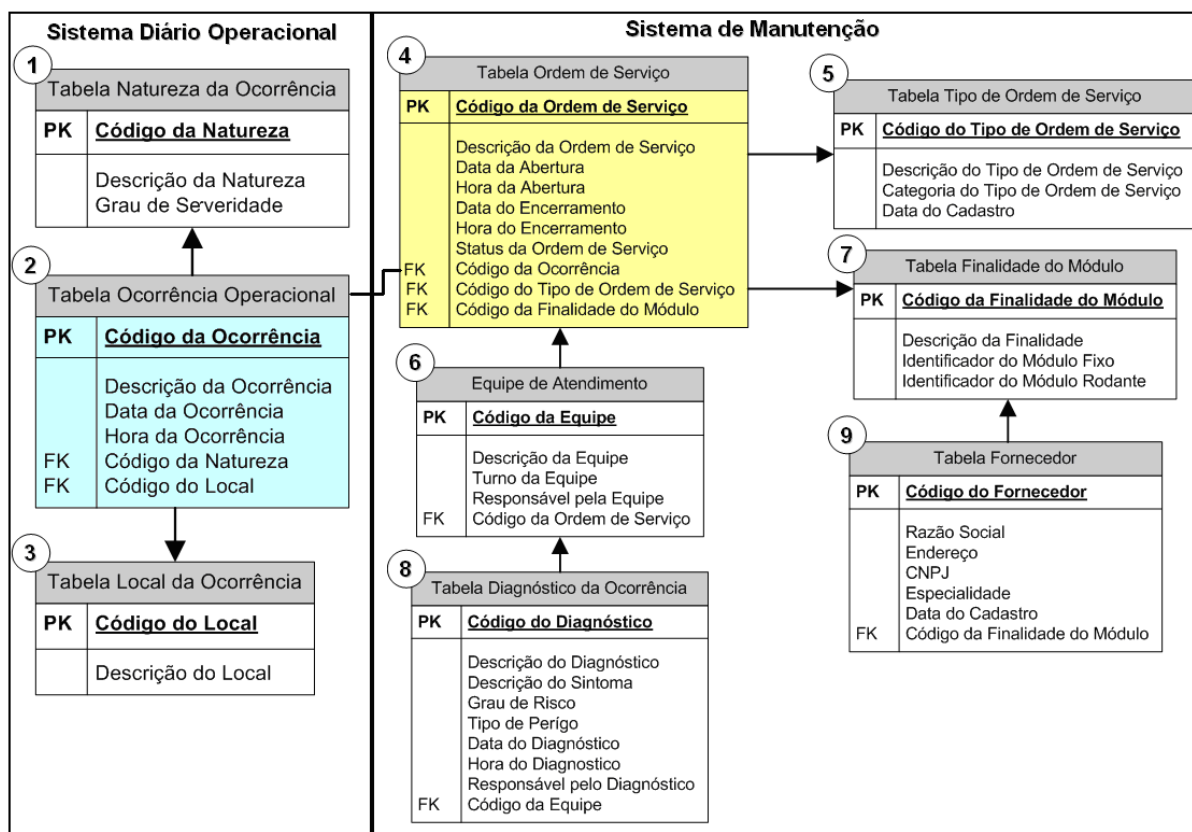 Sistema Diário Operacional
1
Tabela Natureza da Ocorrência
PK Código da Natureza
Descrição da Natureza
Grau de Severidade
2
Tabela Ocorrência Operacional
PK Código da Ocorrência
Descrição da Ocorrência
Data da Ocorrência
Hora da Ocorrência
FK Código da Natureza
FK Código do Local
3
Tabela Local da Ocorrência
PK Código do Local
Descrição do Local
Sistema de Manutenção
4
Tabela Ordem de Serviço
PK Código da Ordem de Serviço
Descrição da Ordem de Serviço
Data da Abertura
Hora da Abertura
Data do Encerramento
Hora do Encerramento
Status da Ordem de Serviço
FK Código da Ocorrência
FK Código do Tipo de Ordem de Serviço
FK Código da Finalidade do Módulo
5
Tabela Tipo de Ordem de Serviço
PK Código do Tipo de Ordem de Serviço
Descrição do Tipo de Ordem de Serviço
Categoria do Tipo de Ordem de Serviço
Data do Cadastro
6
Equipe de Atendimento
PK Código da Equipe
Descrição da Equipe
Turno da Equipe
Responsável pela Equipe
FK Código da Ordem de Serviço
7
Tabela Finalidade do Módulo
PK Código da Finalidade do Módulo
Descrição da Finalidade
Identificador do Módulo Fixo
Identificador do Módulo Rodante
8
Tabela Diagnóstico da Ocorrência
PK Código do Diagnóstico
Descrição do Diagnóstico
Descrição do Sintoma
Grau de Risco
Tipo de Perígo
Data do Diagnóstico
Hora do Diagnostico
Responsável pelo Diagnóstico
FK Código da Equipe
9
Tabela Fornecedor
PK Código do Fornecedor
Razão Social
Endereço
CNPJ
Especialidade
Data do Cadastro
FK Código da Finalidade do Módulo